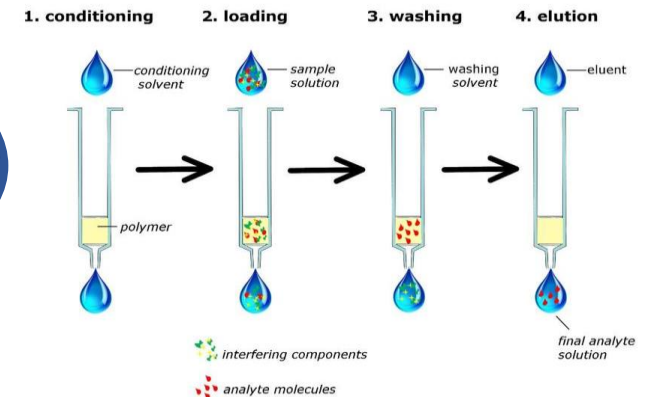 1. conditioning
2. loading
3. washing
4. elution
conditioning
solvent
sample
solution
washing
solvent
eluent
polymer
final analyte
solution
interfering components
analyte molecules